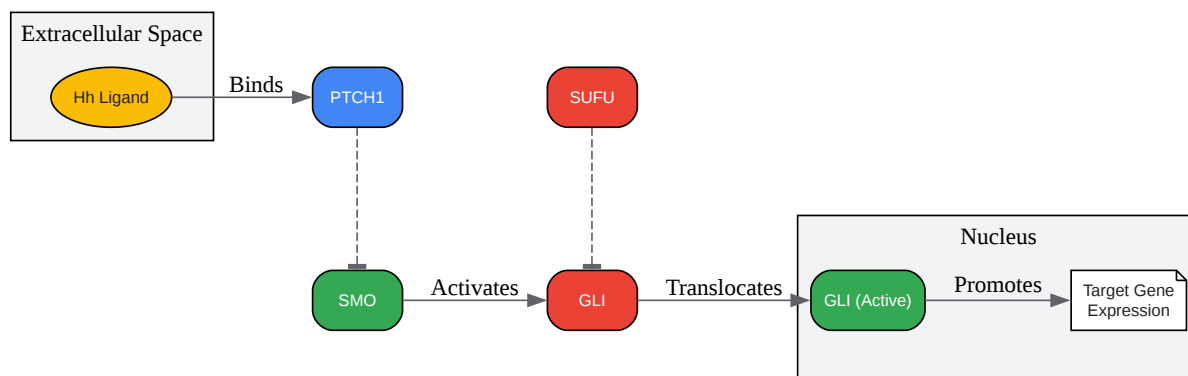 Extracellular Space
Hh Ligand
Binds
PTCH1
SUFU
Nucleus
SMO
Activates
GLI
Translocates
GLI (Active)
Promotes
Target Gene
Expression